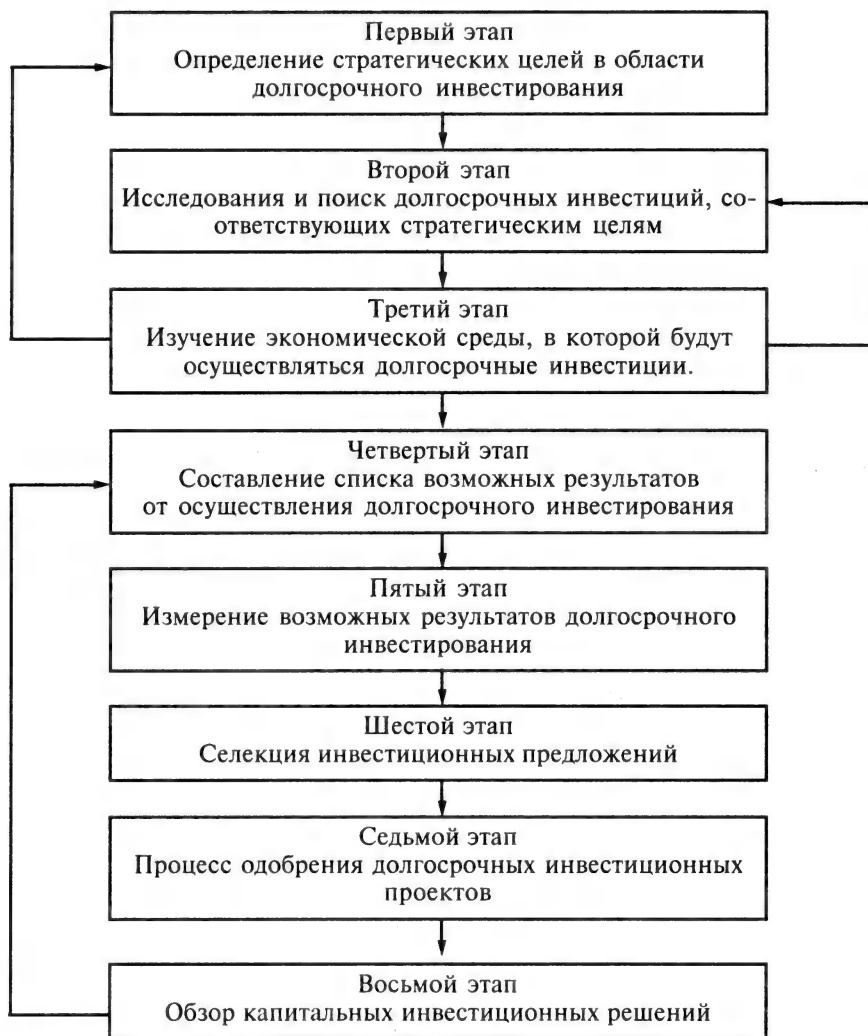 Первый этап
Определение стратегических целей в области
долгосрочного инвестирования
Второй этап
Исследования и поиск долгосрочных инвестиций, со-
ответствующих стратегическим целям
Третий этап
Изучение экономической среды, в которой будут
осуществляться долгосрочные инвестиции.
Четвертый этап
Составление списка возможных результатов
от осуществления долгосрочного инвестирования
Пятый этап
Измерение возможных результатов долгосрочного
инвестирования
Шестой этап
Селекция инвестиционных предложений
Седьмой этап
Процесс одобрения долгосрочных инвестиционных
проектов
Восьмой этап
Обзор капитальных инвестиционных решений